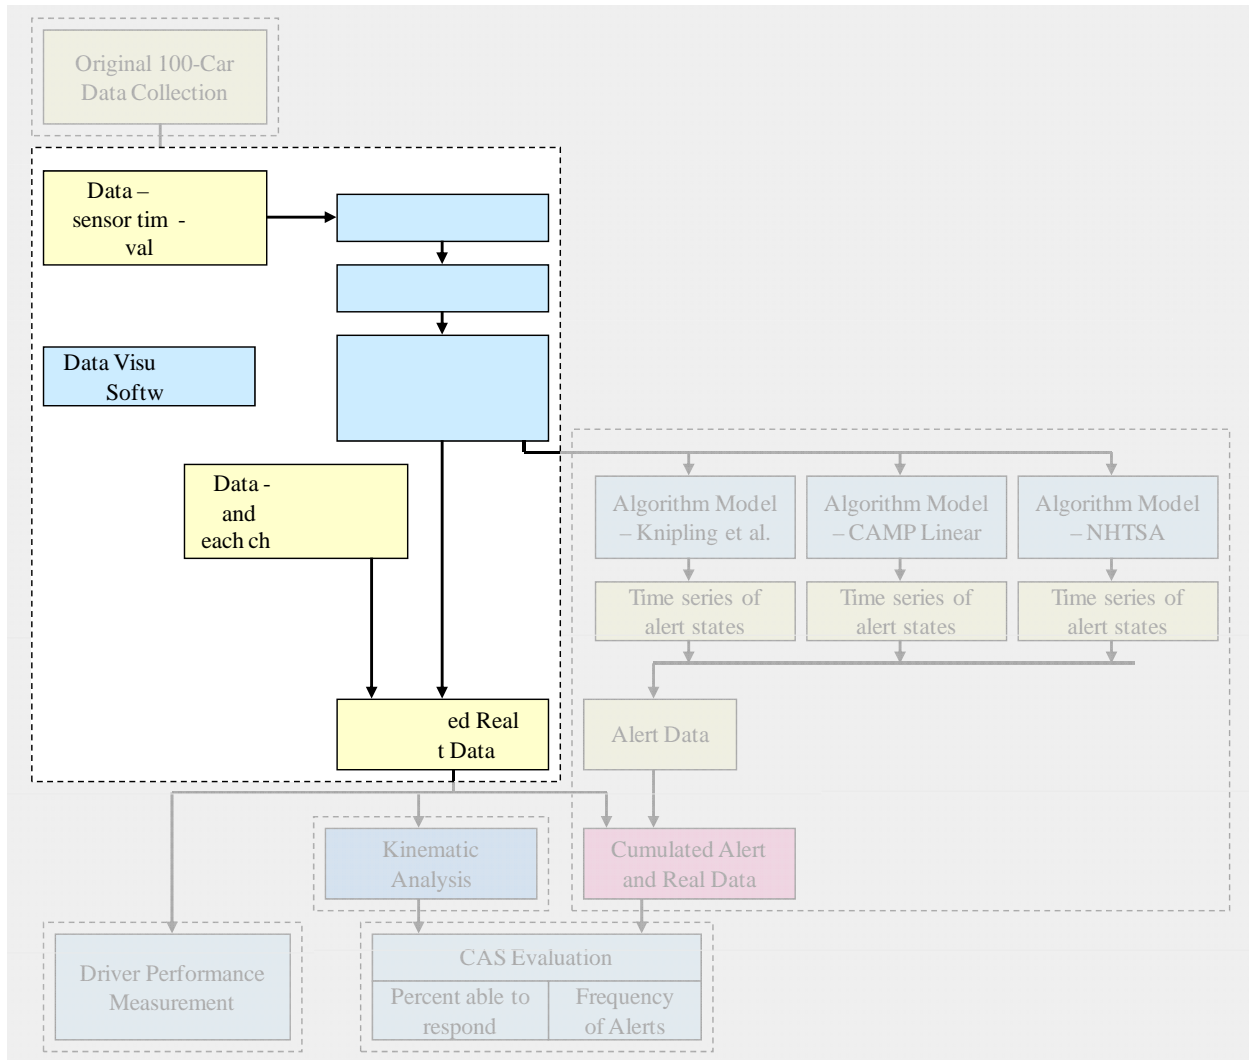 Original 100-Car
Data Collection
Data –
sensor tim -
val
Data Visu
Softw
Data -
and
each ch
ed Real
t Data
Algorithm Model
– Knipling et al.
Algorithm Model
– CAMP Linear
Algorithm Model
– NHTSA
Time series of
alert states
Time series of
alert states
Time series of
alert states
Alert Data
Kinematic
Analysis
Cumulated Alert
and Real Data
Driver Performance
Measurement
CAS Evaluation
Percent able to
respond
Frequency
of Alerts